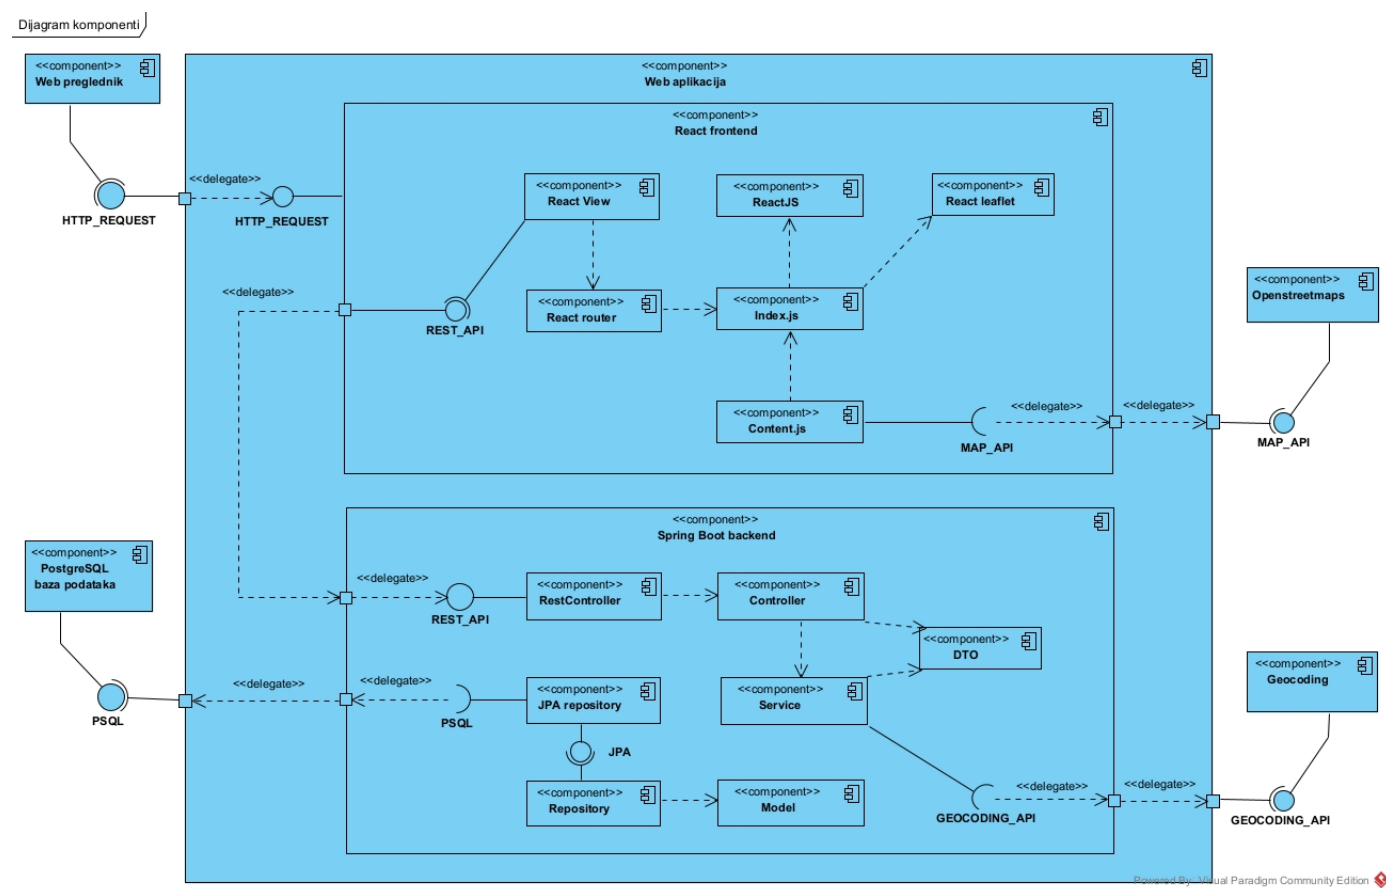 Dijagram komponenti
<<component>>
Web preglednik
HTTP_REQUEST
<<component>>
Web aplikacija
<<delegate>>
HTTP_REQUEST
<<component>>
React frontend
<<component>>
React View
<<component>>
ReactJS
<<component>>
React leaflet
<<delegate>>
REST_API
<<component>>
React router
<<component>>
Index.js
<<component>>
Content.js
MAP_API
<<delegate>>
<<delegate>>
<<component>>
Openstreetmaps
MAP_API
<<component>>
Spring Boot backend
<<component>>
PostgreSQL
baza podataka
PSQL
<<delegate>>
<<delegate>>
REST_API
<<component>>
RestController
<<component>>
Controller
<<component>>
DTO
<<delegate>>
PSQL
<<component>>
JPA repository
<<component>>
Service
JPA
<<component>>
Repository
<<component>>
Model
GEOCODING_API
<<delegate>>
<<delegate>>
<<component>>
Geocoding
GEOCODING_API
Powered By: Visual Paradigm Community Edition